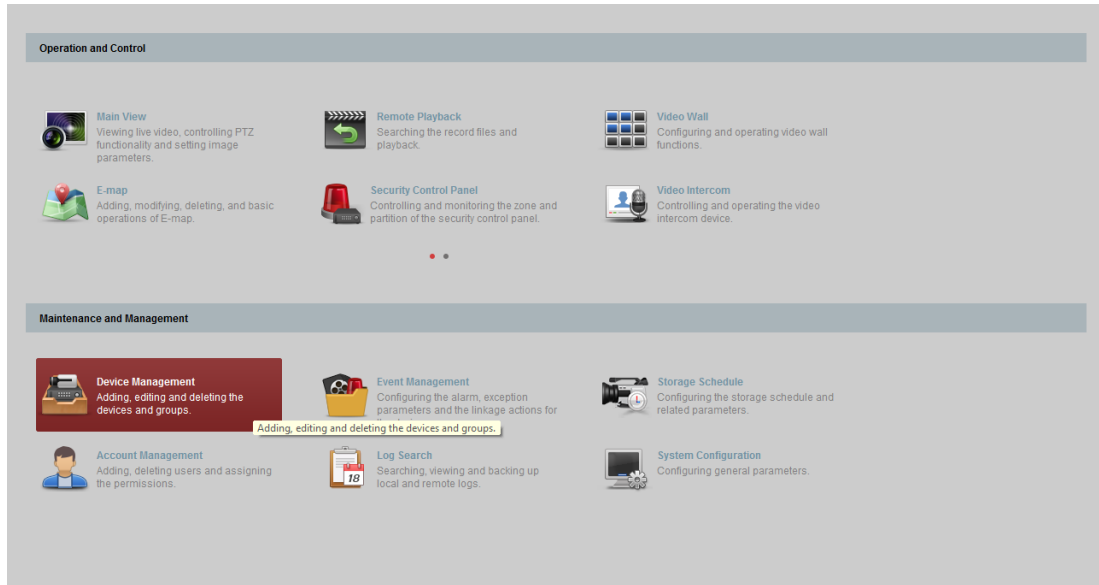 Operation and Control
Main View
Viewing live video, controlling PTZ
functionality and setting image
parameters.
Remote Playback
Searching the record files and
playback.
Video Wall
Configuring and operating video wall
functions.
E-map
Adding, modifying, deleting, and basic
operations of E-map.
Security Control Panel
Controlling and monitoring the zone and
partition of the security control panel.
Video Intercom
Controlling and operating the video
intercom device.
Maintenance and Management
Device Management
Adding, editing and deleting the
devices and groups.
Event Management
Configuring the alarm, exception
parameters and the linkage actions for
Adding, editing and deleting the devices and groups.
Storage Schedule
Configuring the storage schedule and
related parameters.
Account Management
Adding, deleting users and assigning
the permissions.
18
Log Search
Searching, viewing and backing up
local and remote logs.
System Configuration
Configuring general parameters.